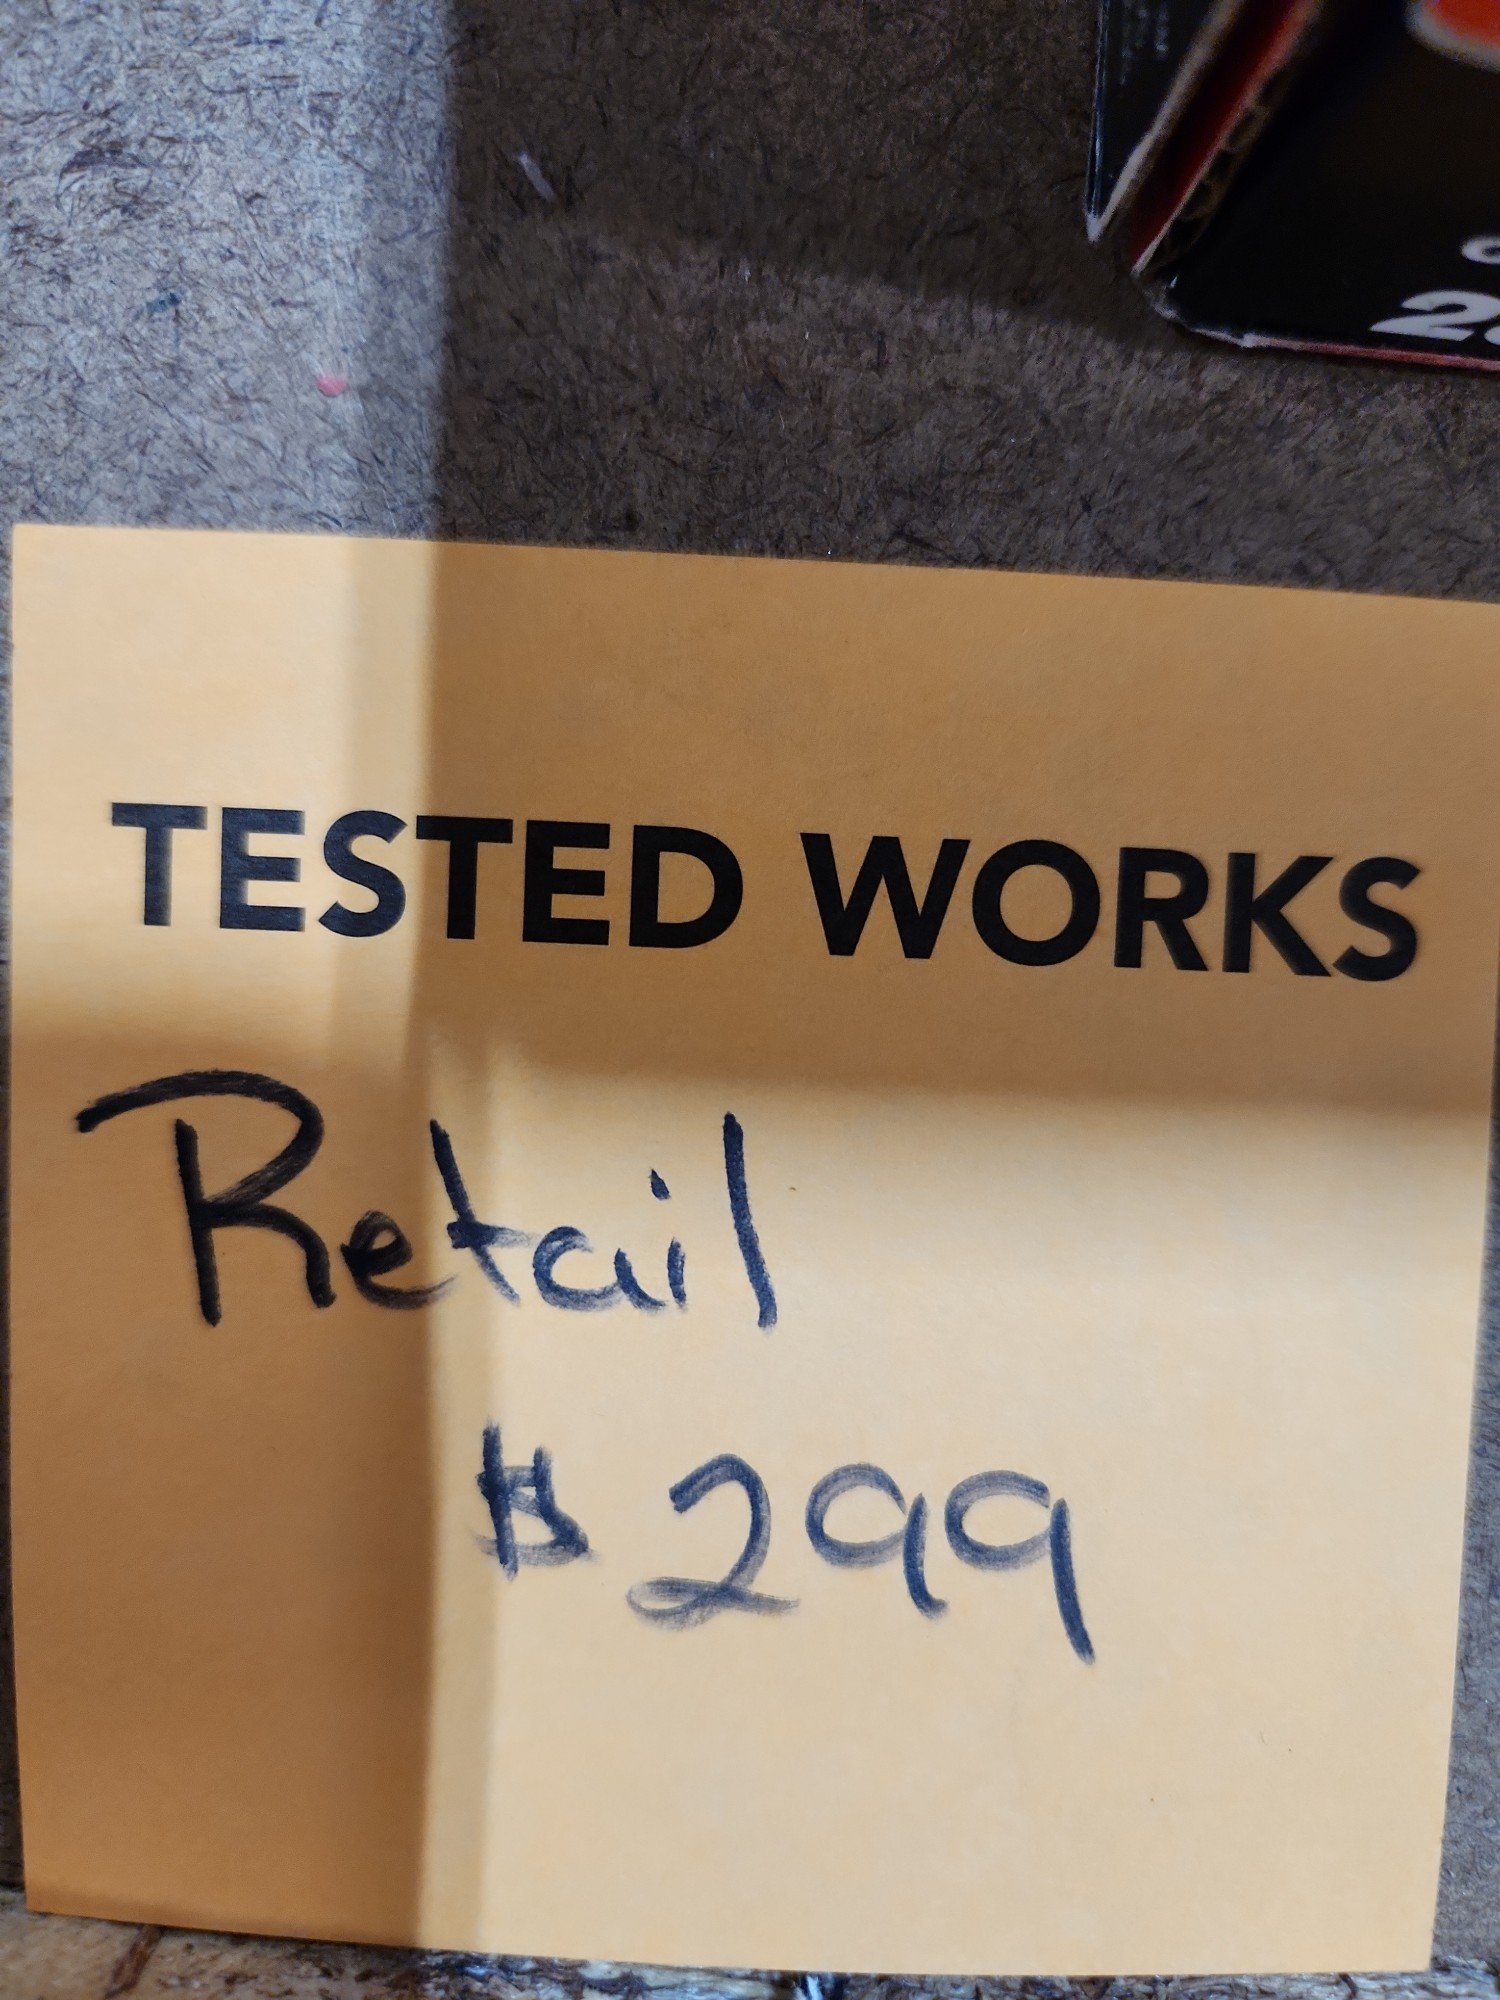 TESTED WORKS
Retail
$299